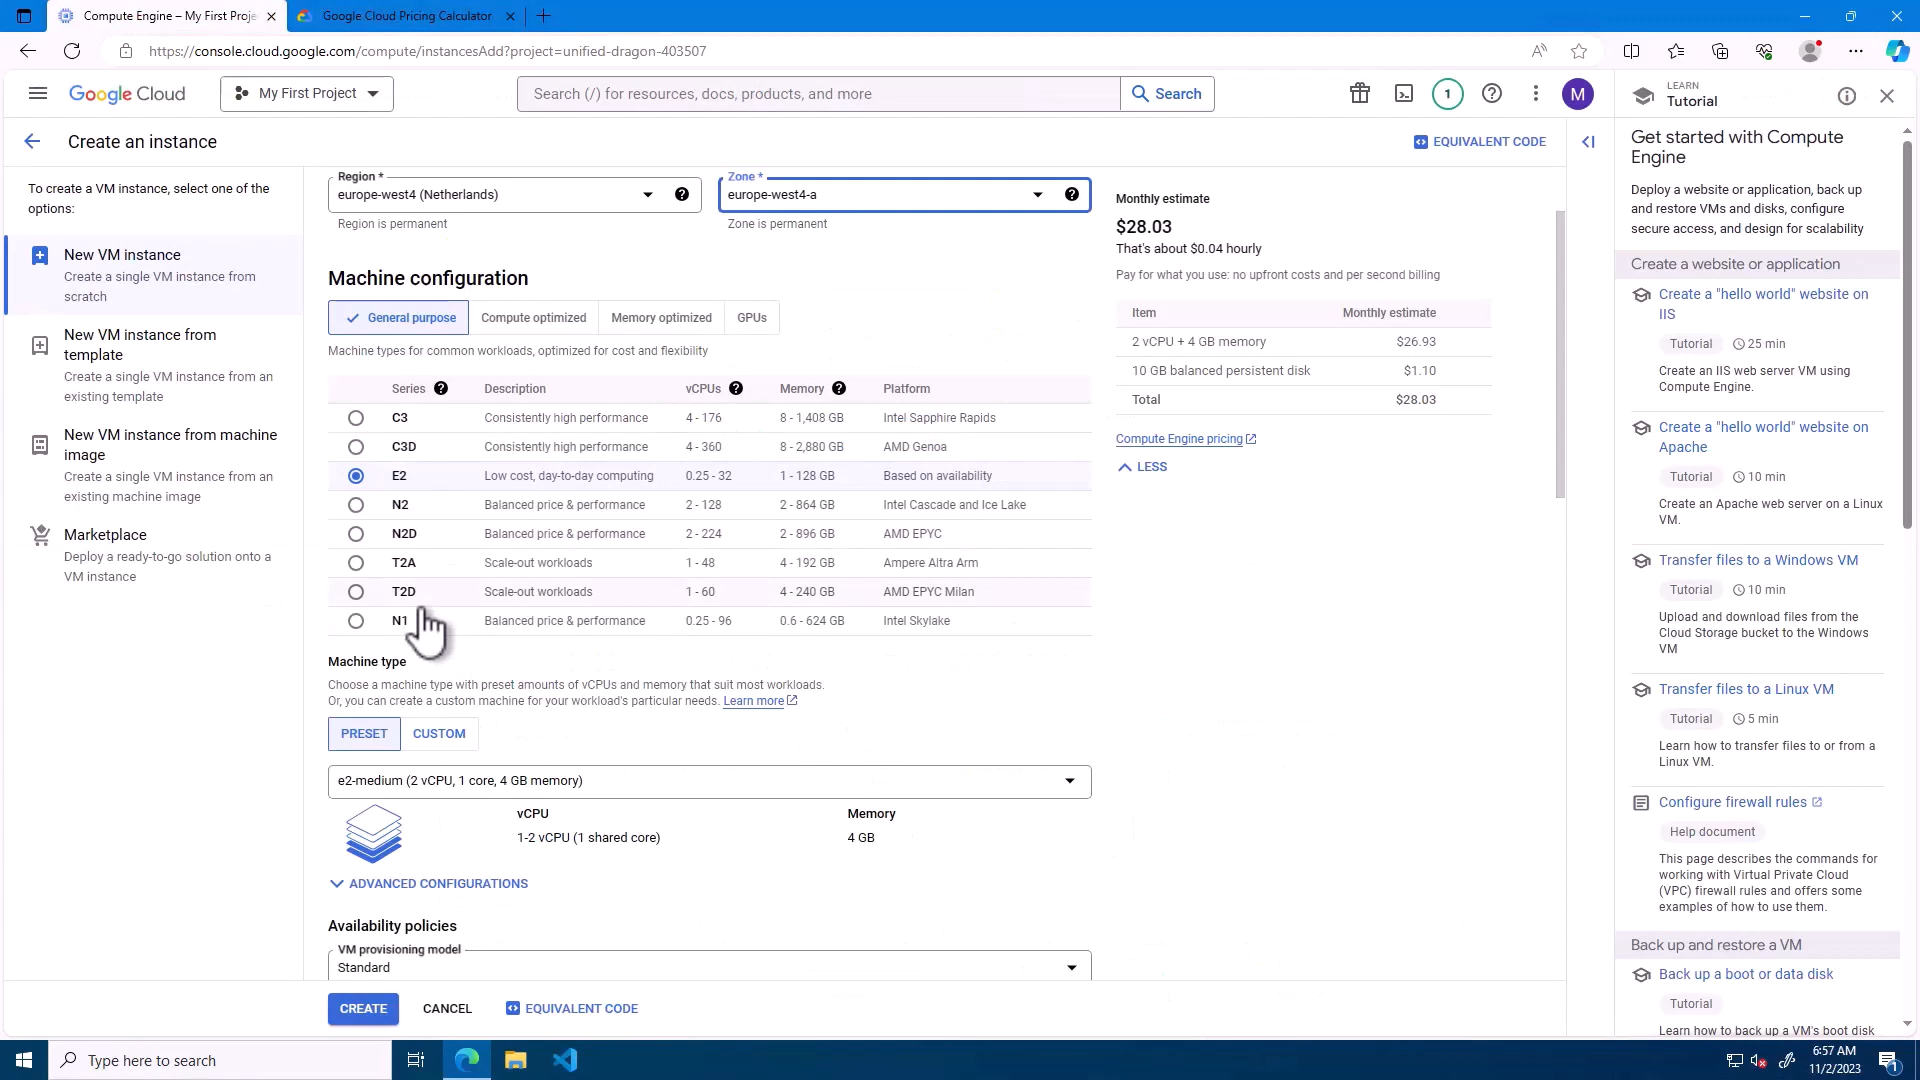 Compute Engine – My First Proje
Google Cloud Pricing Calculator
https://console.cloud.google.com/compute/instancesAdd?project=unified-dragon-403507
Google Cloud
My First Project
Search (/) for resources, docs, products, and more
Search
1
M
LEARN
Tutorial
Create an instance
EQUIVALENT CODE
To create a VM instance, select one of the
options:
New VM instance
Create a single VM instance from
scratch
New VM instance from
template
Create a single VM instance from an
existing template
New VM instance from machine
image
Create a single VM instance from an
existing machine image
Marketplace
Deploy a ready-to-go solution onto a
VM instance
Region *
europe-west4 (Netherlands)
Region is permanent
Zone *
europe-west4-a
Zone is permanent
Machine configuration
General purpose
Compute optimized
Memory optimized
GPUs
Machine types for common workloads, optimized for cost and flexibility
Series Description vCPUs Memory Platform
C3 Consistently high performance 4 - 176 8 - 1,408 GB Intel Sapphire Rapids
C3D Consistently high performance 4 - 360 8 - 2,880 GB AMD Genoa
E2 Low cost, day-to-day computing 0.25 - 32 1 - 128 GB Based on availability
N2 Balanced price & performance 2 - 128 2 - 864 GB Intel Cascade and Ice Lake
N2D Balanced price & performance 2 - 224 2 - 896 GB AMD EPYC
T2A Scale-out workloads 1 - 48 4 - 192 GB Ampere Altra Arm
T2D Scale-out workloads 1 - 60 4 - 240 GB AMD EPYC Milan
N1 Balanced price & performance 0.25 - 96 0.6 - 624 GB Intel Skylake
Machine type
Choose a machine type with preset amounts of vCPUs and memory that suit most workloads.
Or, you can create a custom machine for your workload's particular needs. Learn more
PRESET
CUSTOM
e2-medium (2 vCPU, 1 core, 4 GB memory)
vCPU
1-2 vCPU (1 shared core)
Memory
4 GB
ADVANCED CONFIGURATIONS
Availability policies
VM provisioning model
Standard
CREATE
CANCEL
EQUIVALENT CODE
Monthly estimate
$28.03
That's about $0.04 hourly
Pay for what you use: no upfront costs and per second billing
Item Monthly estimate
2 vCPU + 4 GB memory $26.93
10 GB balanced persistent disk $1.10
Total $28.03
Compute Engine pricing
LESS
Get started with Compute
Engine
Deploy a website or application, back up
and restore VMs and disks, configure
secure access, and design for scalability
Create a website or application
Create a "hello world" website on
IIS
Tutorial 25 min
Create an IIS web server VM using
Compute Engine.
Create a "hello world" website on
Apache
Tutorial 10 min
Create an Apache web server on a Linux
VM.
Transfer files to a Windows VM
Tutorial 10 min
Upload and download files from the
Cloud Storage bucket to the Windows
VM
Transfer files to a Linux VM
Tutorial 5 min
Learn how to transfer files to or from a
Linux VM.
Configure firewall rules
Help document
This page describes the commands for
working with Virtual Private Cloud
(VPC) firewall rules and offers some
examples of how to use them.
Back up and restore a VM
Back up a boot or data disk
Tutorial
Learn how to back up a VM's boot disk
Type here to search
6:57 AM
11/2/2023
1